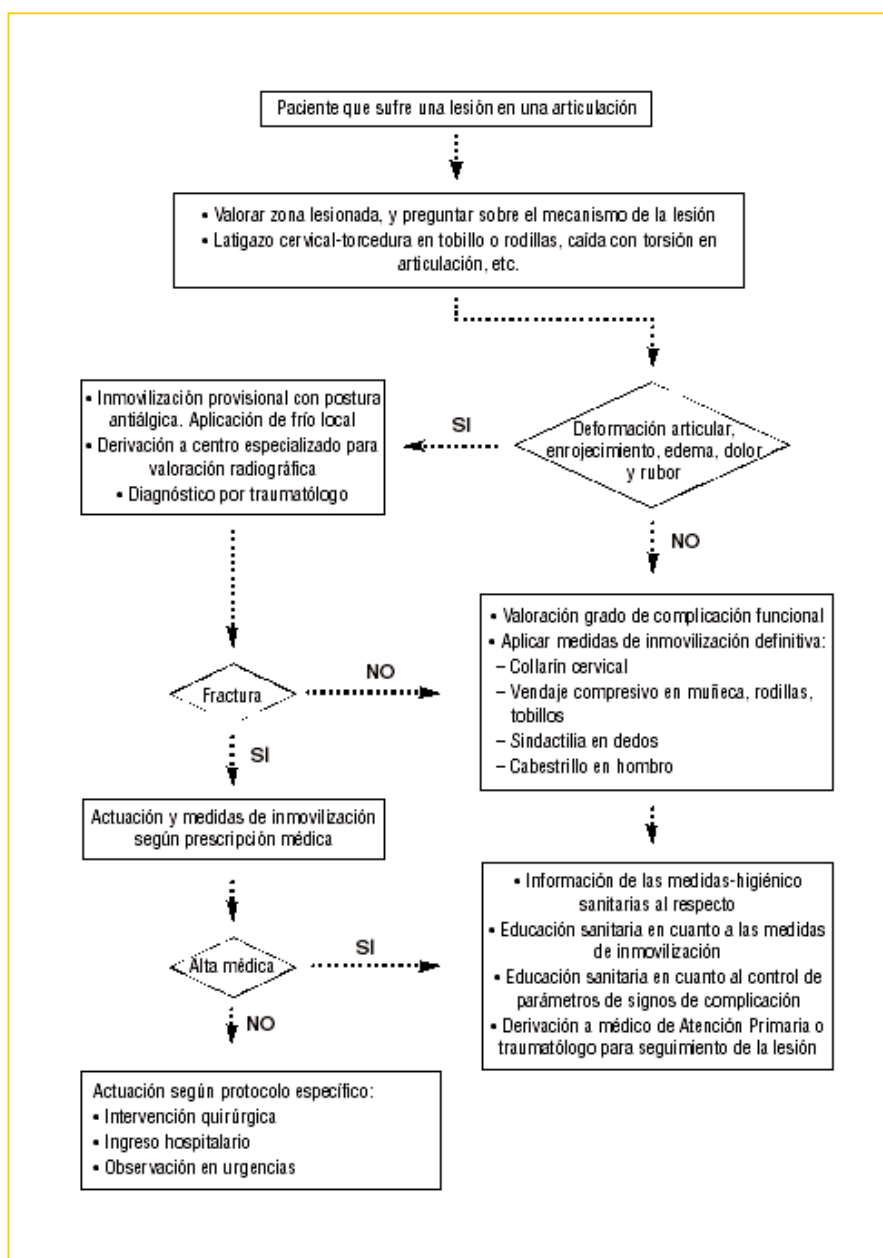 Paciente que sufre una lesión en una articulación
▪ Valorar zona lesionada, y preguntar sobre el mecanismo de la lesión
▪ Latigazo cervical-torcedura en tobillo o rodillas, caída con torsión en
articulación, etc.
▪ Inmovilización provisional con postura
antiálgica. Aplicación de frío local
▪ Derivación a centro especializado para
valoración radiográfica
▪ Diagnóstico por traumatólogo
SI
Deformación articular,
enrojecimiento, edema, dolor
y rubor
NO
▪ Valoración grado de complicación funcional
▪ Aplicar medidas de inmovilización definitiva:
– Collarín cervical
– Vendaje compresivo en muñeca, rodillas,
tobillos
– Sindactilia en dedos
– Cabestrillo en hombro
Fractura
NO
SI
Actuación y medidas de inmovilización
según prescripción médica
▪ Información de las medidas-higiénico
sanitarias al respecto
▪ Educación sanitaria en cuanto a las medidas
de inmovilización
▪ Educación sanitaria en cuanto al control de
parámetros de signos de complicación
▪ Derivación a médico de Atención Primaria o
traumatólogo para seguimiento de la lesión
Alta médica
SI
NO
Actuación según protocolo específico:
▪ Intervención quirúrgica
▪ Ingreso hospitalario
▪ Observación en urgencias